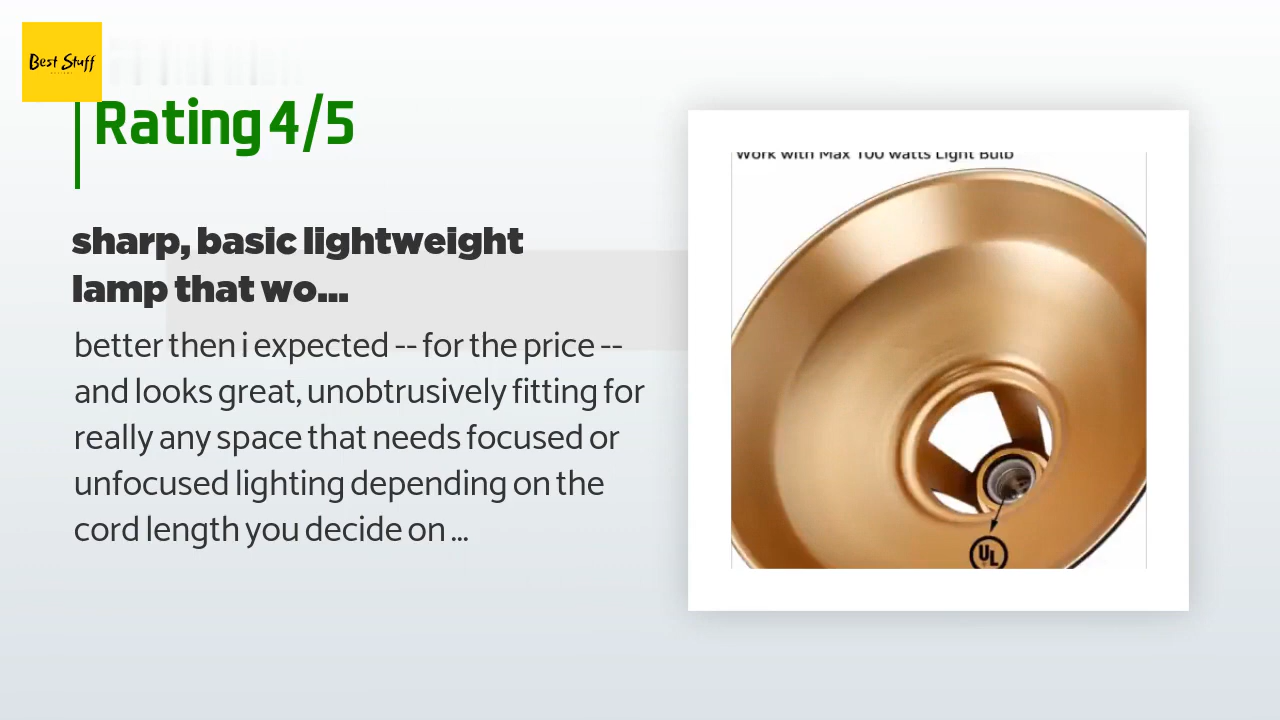 Best Stuff
Rating 4/5
sharp, basic lightweight
lamp that wo...
better then i expected -- for the price --
and looks great, unobtrusively fitting for
really any space that needs focused or
unfocused lighting depending on the
cord length you decide on ...
Work with Max 100 watts Light Bulb
UL